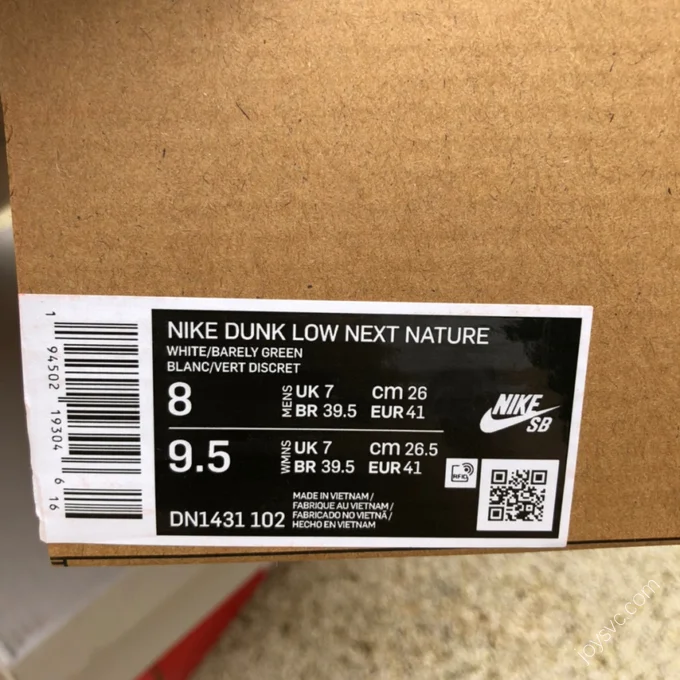 NIKE DUNK LOW NEXT NATURE
WHITE/BARELY GREEN
BLANC/VERT DISCRET
8 MENS UK 7 cm 26
BR 39.5 EUR 41
9.5 WMNS UK 7 cm 26.5
BR 39.5 EUR 41
NIKE
SB
RFID
DN1431 102
MADE IN VIETNAM /
FABRIQUE AU VIETNAM /
FABRICADO NO VIETNÃ /
HECHO EN VIETNAM
1 94502 19304 6 16
joysvc.com